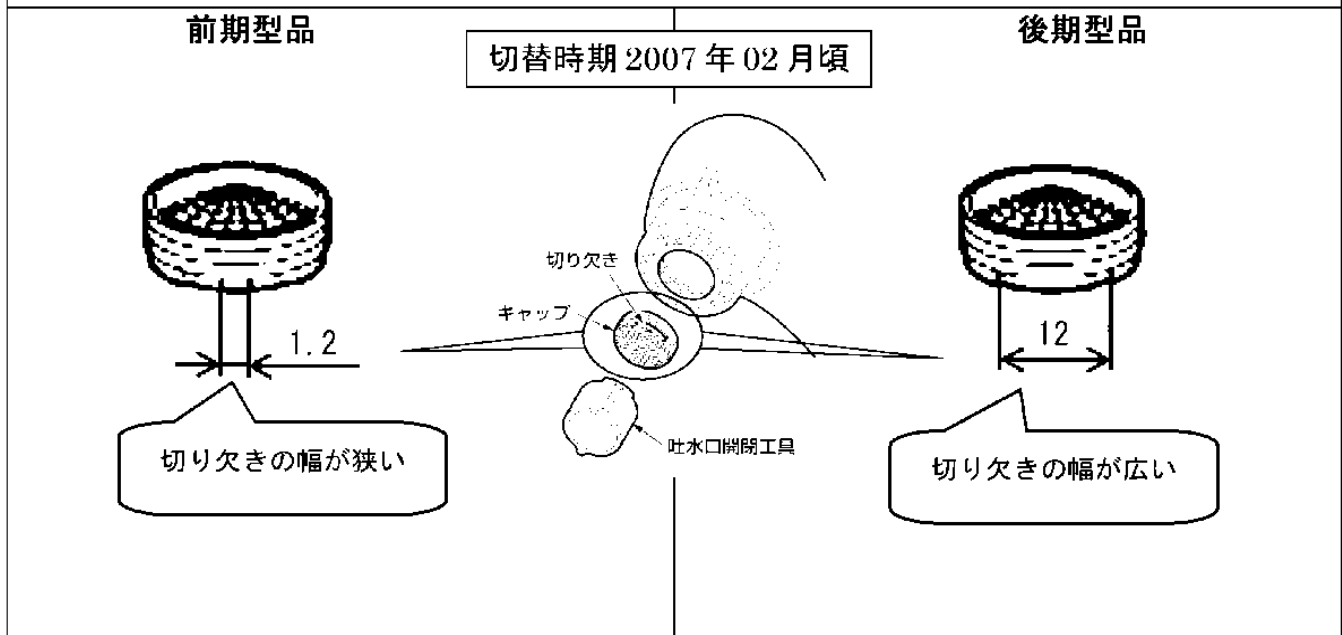 前期型品
切替時期 2007 年 02 月頃
後期型品
切り欠き
キャップ
1.2
12
吐水口開閉工具
切り欠きの幅が狭い
切り欠きの幅が広い